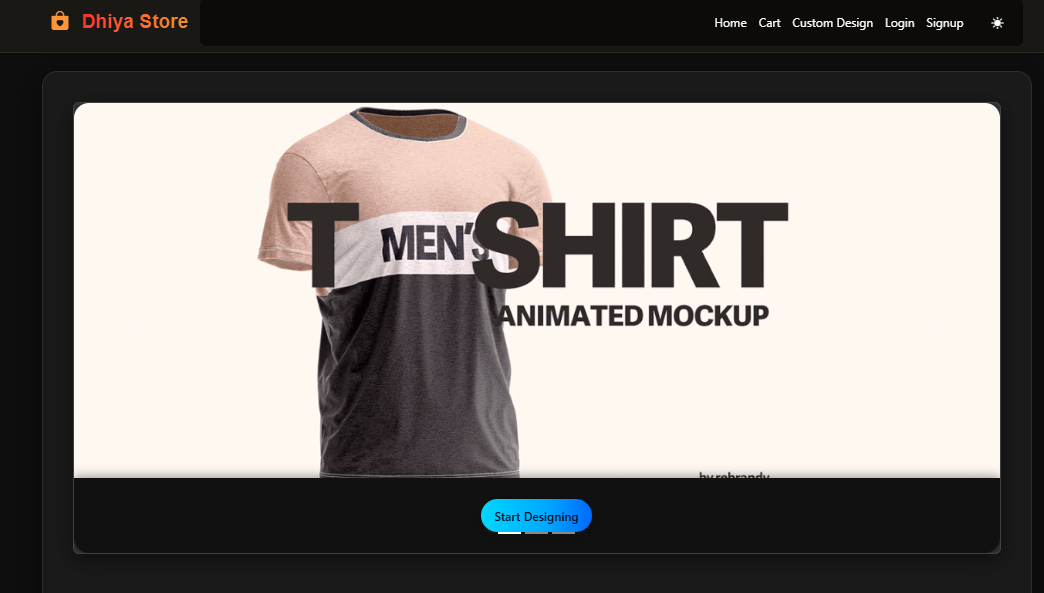 Dhiya Store
Home Cart Custom Design Login Signup
T SHIRT
MEN'S
ANIMATED MOCKUP
by rebrandy
Start Designing